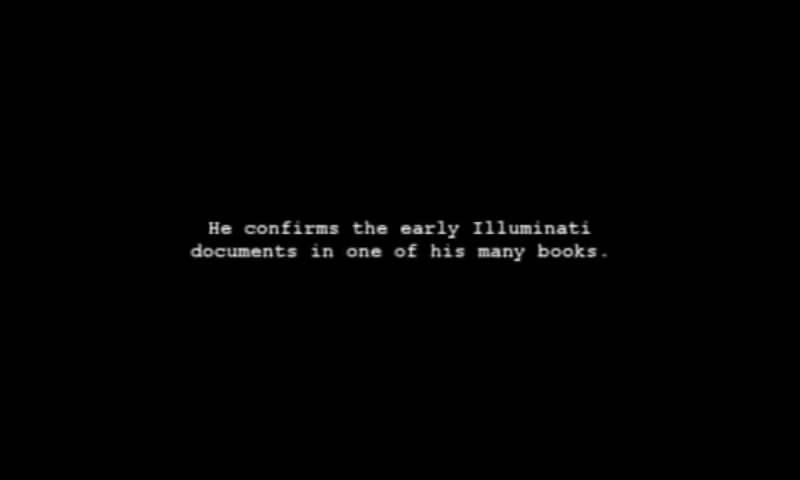 He confirms the early Illuminati
documents in one of his many books.